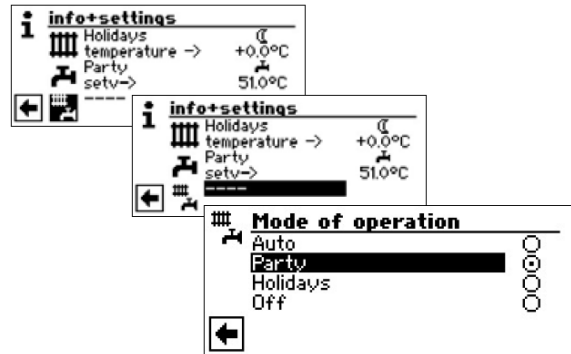 i info+settings
Holidays
temperature -> +0.0°C
Party
setv-> 51.0°C
----
i info+settings
Holidays
temperature -> +0.0°C
Party
setv-> 51.0°C
----
Mode of operation
Auto
Party
Holidays
Off